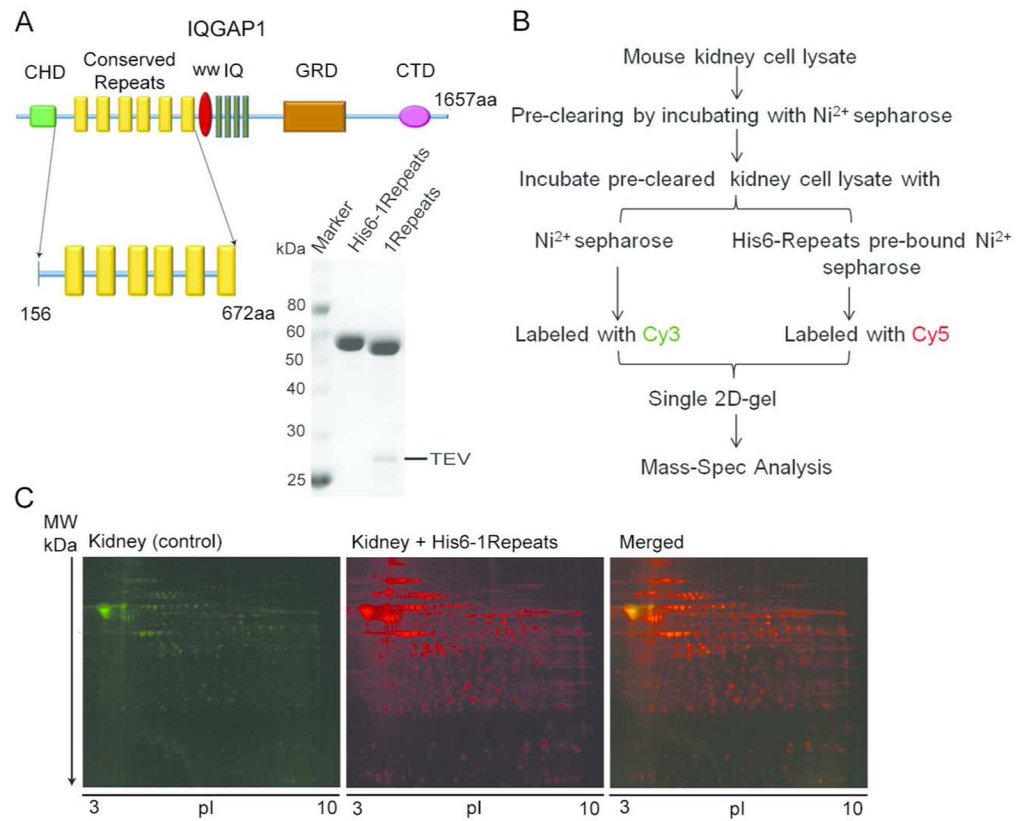 A
IQGAP1
CHD
Conserved
Repeats
ww
IQ
GRD
CTD
1657aa
156
672aa
kDa
Marker
His6-1Repeats
1Repeats
80
60
50
40
30
25
TEV
B
Mouse kidney cell lysate
Pre-clearing by incubating with Ni2+ sepharose
Incubate pre-cleared kidney cell lysate with
Ni2+ sepharose
His6-Repeats pre-bound Ni2+
sepharose
Labeled with Cy3
Labeled with Cy5
Single 2D-gel
Mass-Spec Analysis
C
MW
kDa
Kidney (control)
Kidney + His6-1Repeats
Merged
3 pI 10
3 pI 10
3 pI 10